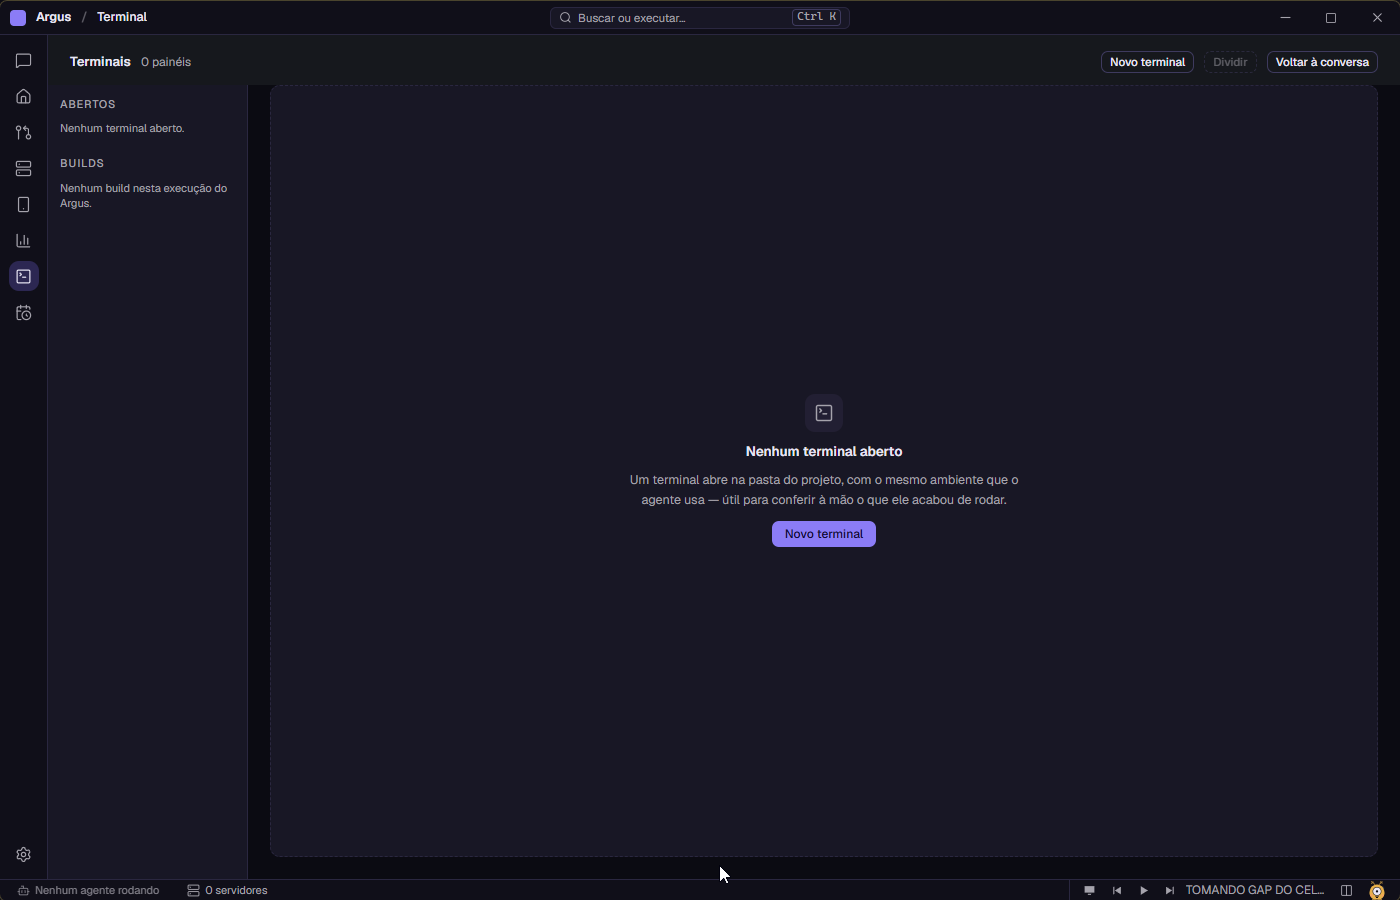 Argus / Terminal
Buscar ou executar...
Ctrl K
Terminais 0 painéis
Novo terminal
Dividir
Voltar à conversa
ABERTOS
Nenhum terminal aberto.
BUILDS
Nenhum build nesta execução do
Argus.
Nenhum terminal aberto
Um terminal abre na pasta do projeto, com o mesmo ambiente que o
agente usa — útil para conferir à mão o que ele acabou de rodar.
Novo terminal
Nenhum agente rodando
0 servidores
TOMANDO GAP DO CEL...